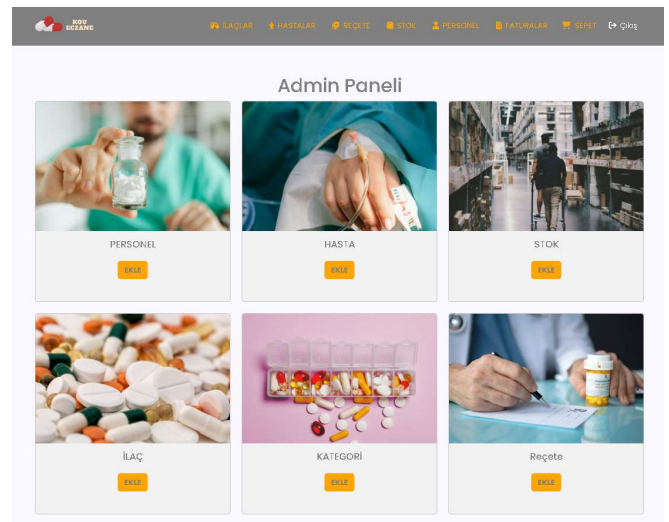 KOU
ECZANE
İLAÇLAR HASTALAR REÇETE STOK PERSONEL FATURALAR SEPET Çıkış
Admin Paneli
PERSONEL HASTA STOK
EKLE EKLE EKLE
İLAÇ KATEGORİ Reçete
EKLE EKLE EKLE